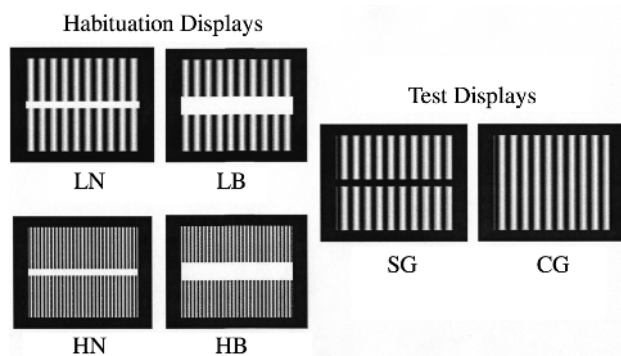 Habituation Displays
LN
LB
HN
HB
Test Displays
SG
CG